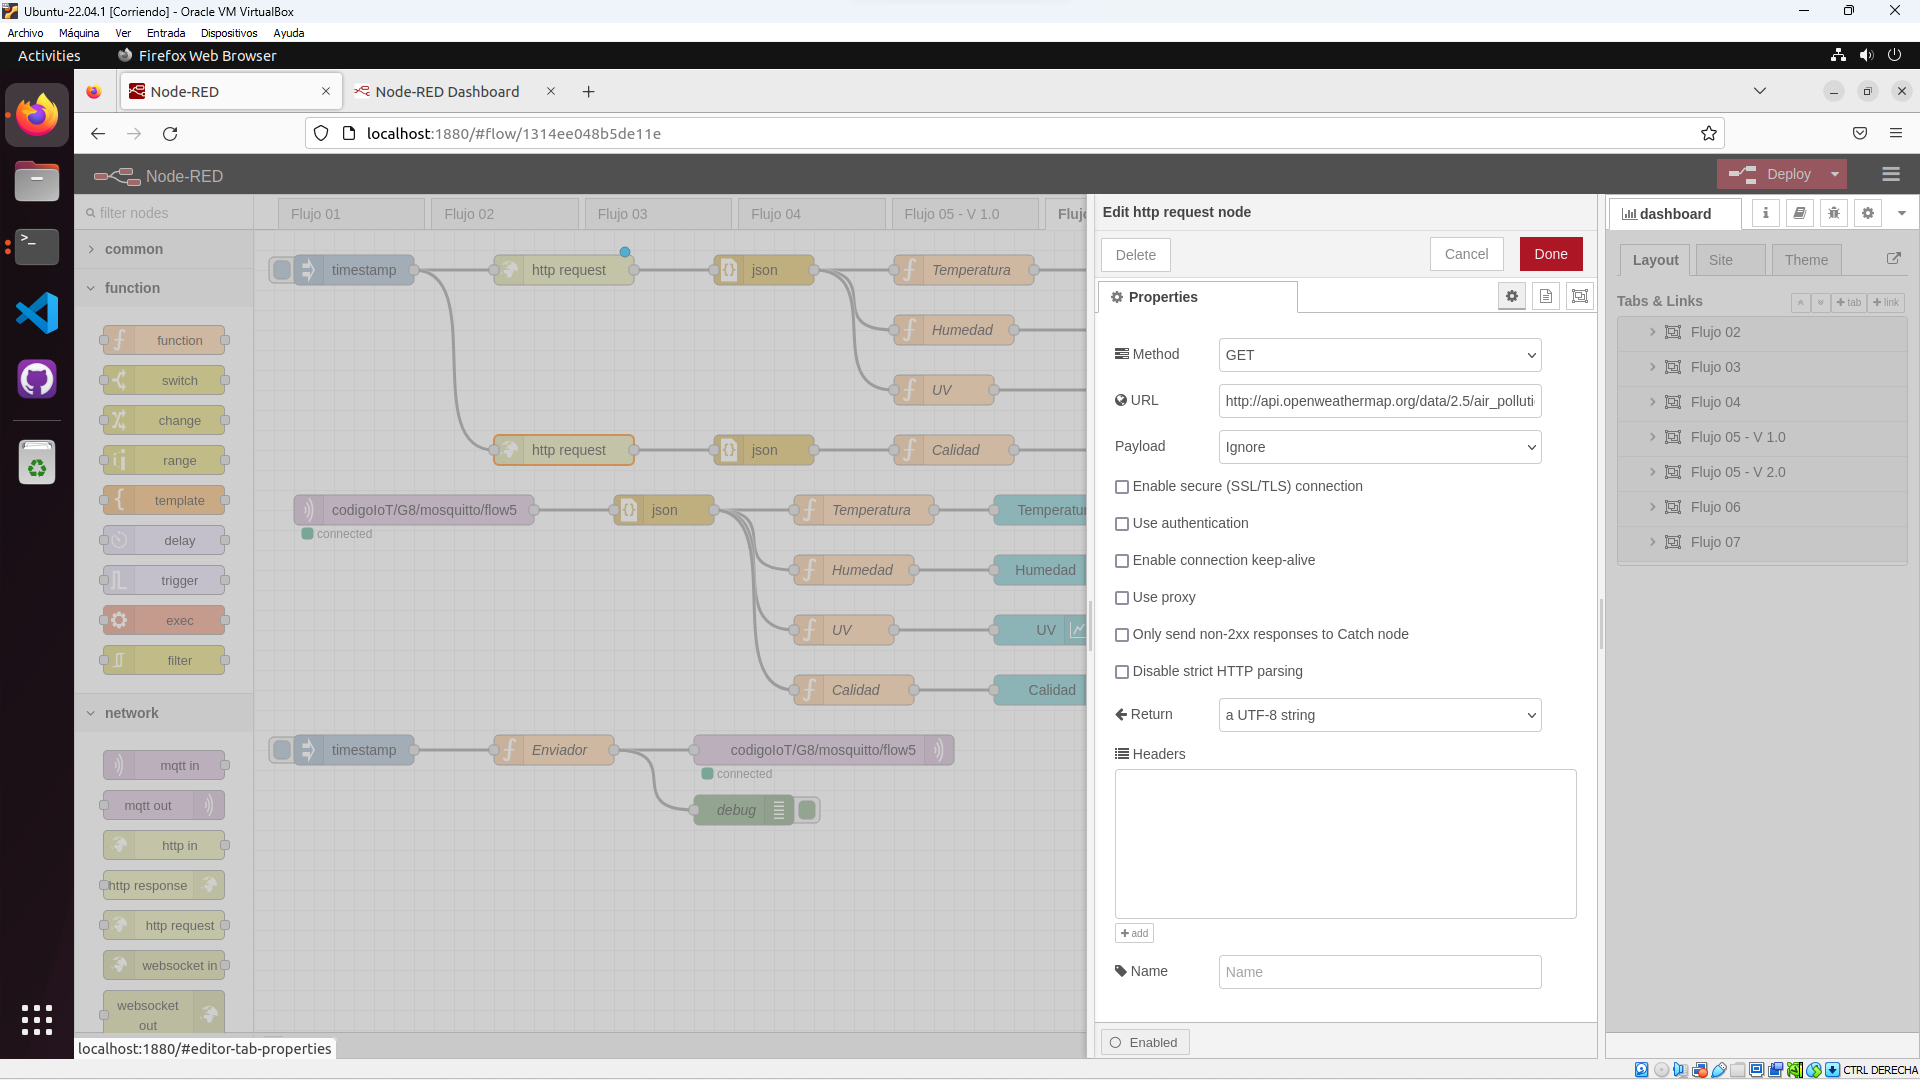 Ubuntu-22.04.1 [Corriendo] - Oracle VM VirtualBox
Archivo Máquina Ver Entrada Dispositivos Ayuda
Activities Firefox Web Browser
Node-RED
Node-RED Dashboard
localhost:1880/#flow/1314ee048b5de11e
Node-RED
Deploy
filter nodes
Flujo 01
Flujo 02
Flujo 03
Flujo 04
Flujo 05 - V 1.0
common
function
function
switch
change
range
template
delay
trigger
exec
filter
network
mqtt in
mqtt out
http in
http response
http request
websocket in
websocket
out
timestamp
http request
json
Temperatura
Humedad
UV
http request
json
Calidad
codigoIoT/G8/mosquitto/flow5
connected
json
Temperatura
Humedad
Humedad
UV
UV
Calidad
Calidad
timestamp
Enviador
codigoIoT/G8/mosquitto/flow5
connected
debug
Edit http request node
Delete
Cancel
Done
Properties
Method
GET
URL
http://api.openweathermap.org/data/2.5/air_polluti
Payload
Ignore
Enable secure (SSL/TLS) connection
Use authentication
Enable connection keep-alive
Use proxy
Only send non-2xx responses to Catch node
Disable strict HTTP parsing
Return
a UTF-8 string
Headers
add
Name
Name
Enabled
dashboard
Layout
Site
Theme
Tabs & Links
tab
link
Flujo 02
Flujo 03
Flujo 04
Flujo 05 - V 1.0
Flujo 05 - V 2.0
Flujo 06
Flujo 07
localhost:1880/#editor-tab-properties
CTRL DERECHA